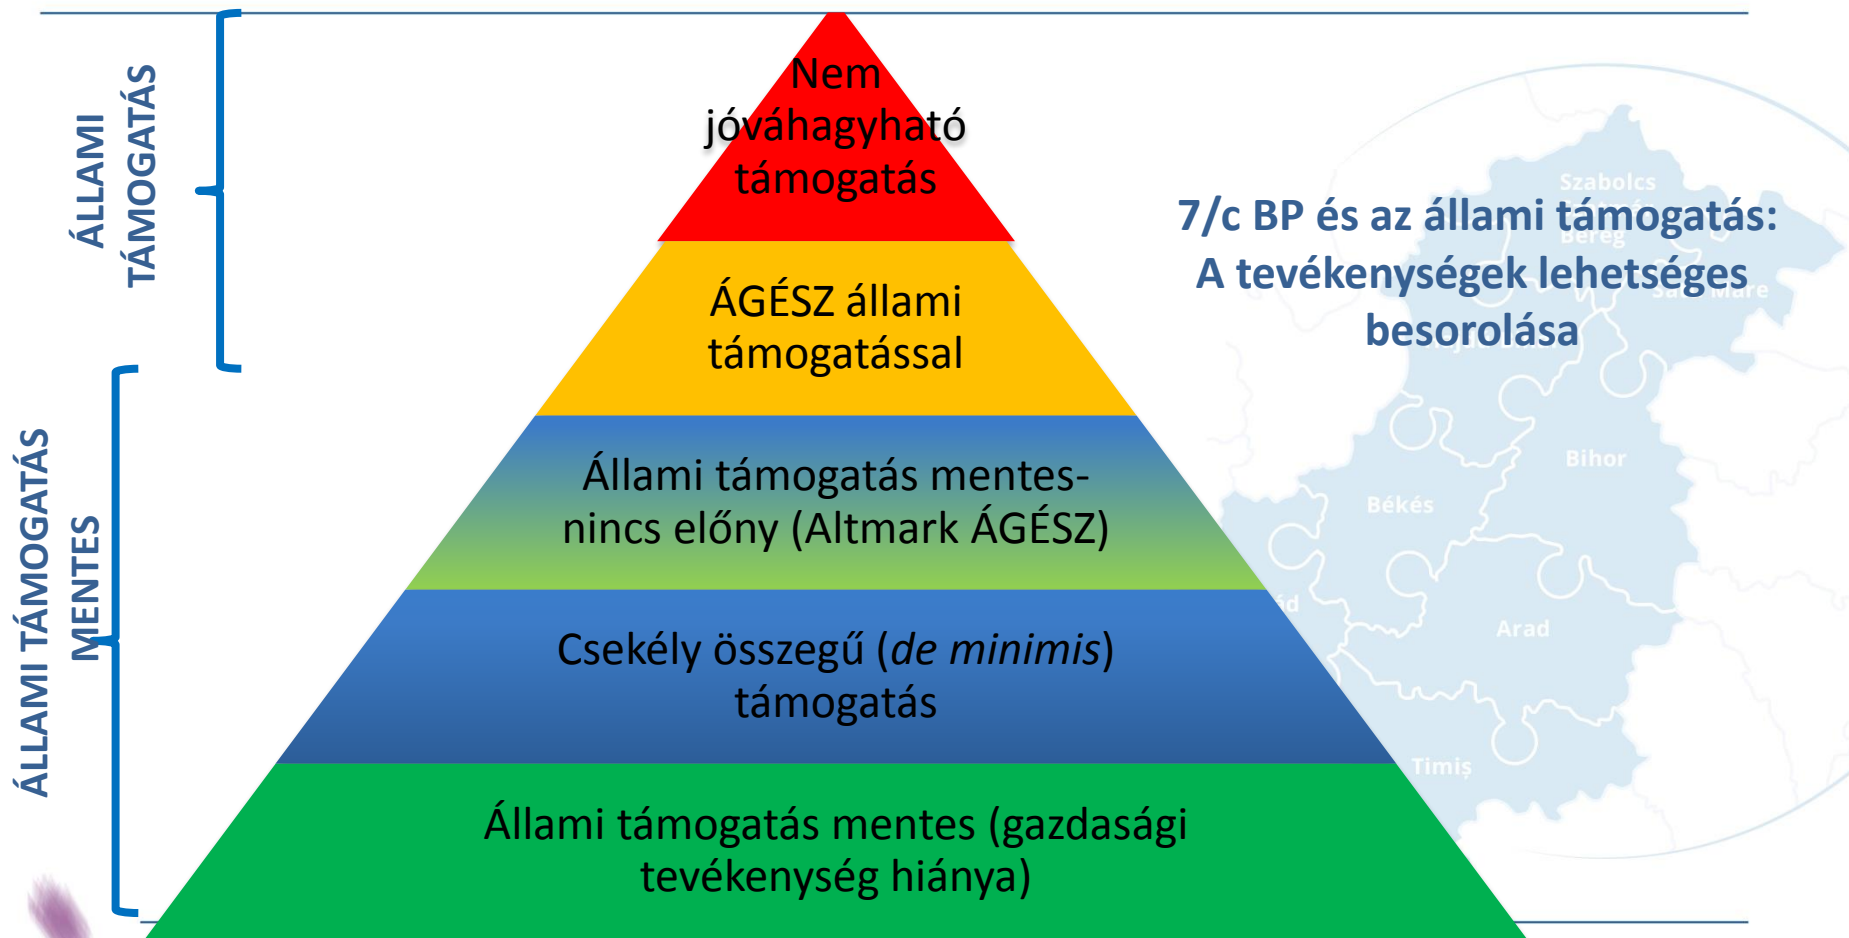 ÁLLAMI
TÁMOGATÁS
ÁLLAMI TÁMOGATÁS
MENTES
Nem
jóváhagyható
támogatás
ÁGÉSZ állami
támogatással
Állami támogatás mentes-
nincs előny (Altmark ÁGÉSZ)
Csekély összegű (de minimis)
támogatás
Állami támogatás mentes (gazdasági
tevékenység hiánya)
7/c BP és az állami támogatás:
A tevékenységek lehetséges
besorolása
Szabolcs
Bereg
Bihor
Békés
Arad
Timiș